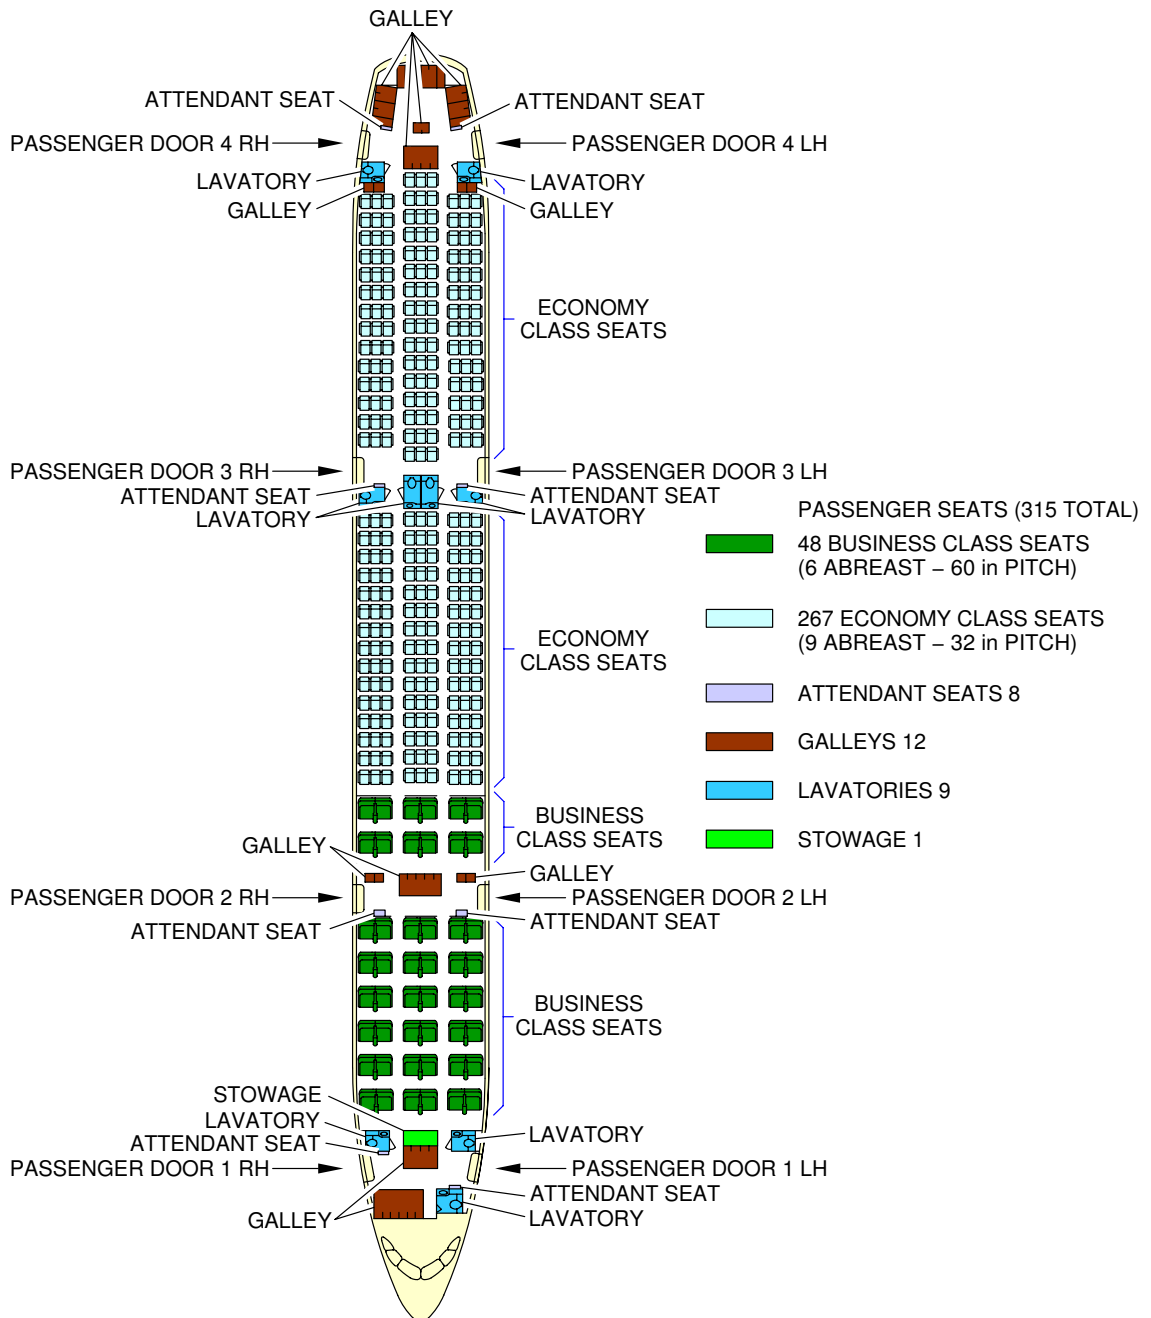 GALLEY
ATTENDANT SEAT
ATTENDANT SEAT
PASSENGER DOOR 4 RH
PASSENGER DOOR 4 LH
LAVATORY
LAVATORY
GALLEY
GALLEY
ECONOMY
CLASS SEATS
PASSENGER DOOR 3 RH
PASSENGER DOOR 3 LH
ATTENDANT SEAT
ATTENDANT SEAT
LAVATORY
LAVATORY
PASSENGER SEATS (315 TOTAL)
48 BUSINESS CLASS SEATS
(6 ABREAST − 60 in PITCH)
267 ECONOMY CLASS SEATS
(9 ABREAST − 32 in PITCH)
ECONOMY
CLASS SEATS
ATTENDANT SEATS 8
GALLEYS 12
LAVATORIES 9
STOWAGE 1
BUSINESS
CLASS SEATS
GALLEY
GALLEY
PASSENGER DOOR 2 RH
PASSENGER DOOR 2 LH
ATTENDANT SEAT
ATTENDANT SEAT
BUSINESS
CLASS SEATS
STOWAGE
LAVATORY
LAVATORY
ATTENDANT SEAT
PASSENGER DOOR 1 RH
PASSENGER DOOR 1 LH
ATTENDANT SEAT
GALLEY
LAVATORY